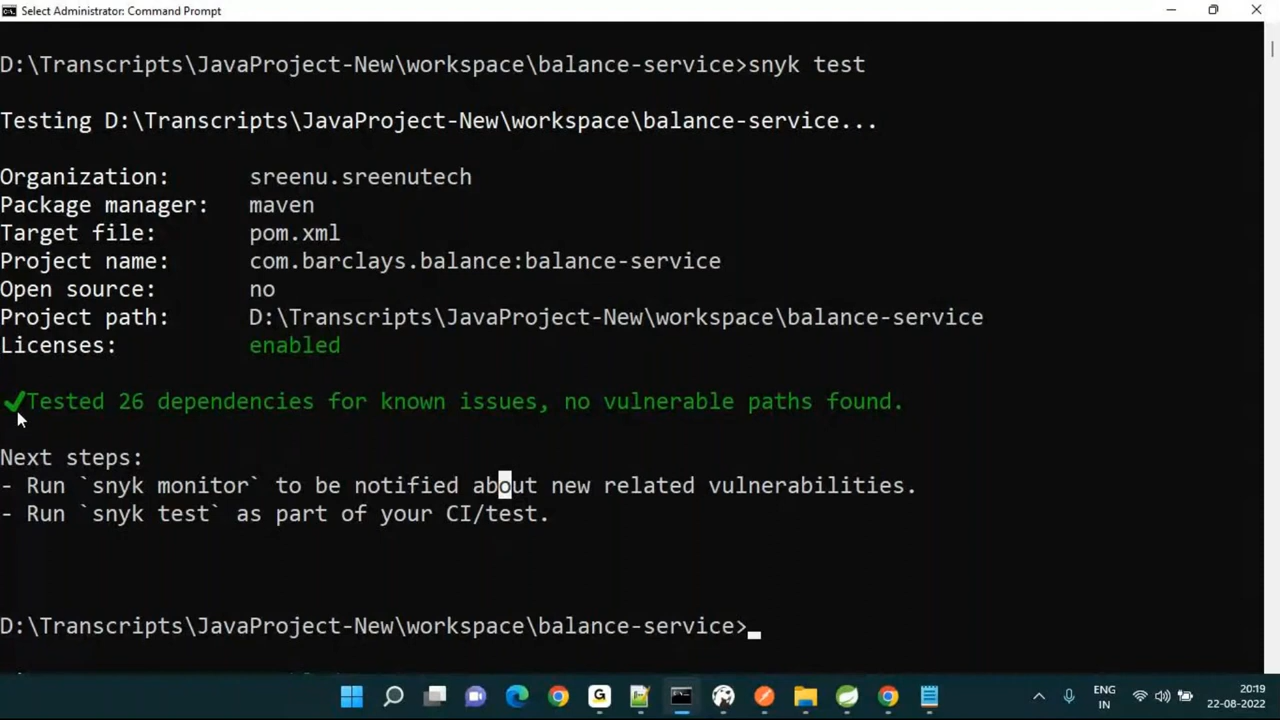 Select Administrator: Command Prompt
D:\Transcripts\JavaProject-New\workspace\balance-service>snyk test
Testing D:\Transcripts\JavaProject-New\workspace\balance-service...
Organization: sreenu.sreenutech
Package manager: maven
Target file: pom.xml
Project name: com.barclays.balance:balance-service
Open source: no
Project path: D:\Transcripts\JavaProject-New\workspace\balance-service
Licenses: enabled
✔Tested 26 dependencies for known issues, no vulnerable paths found.
Next steps:
- Run `snyk monitor` to be notified about new related vulnerabilities.
- Run `snyk test` as part of your CI/test.
D:\Transcripts\JavaProject-New\workspace\balance-service>
ENG
IN
20:19
22-08-2022